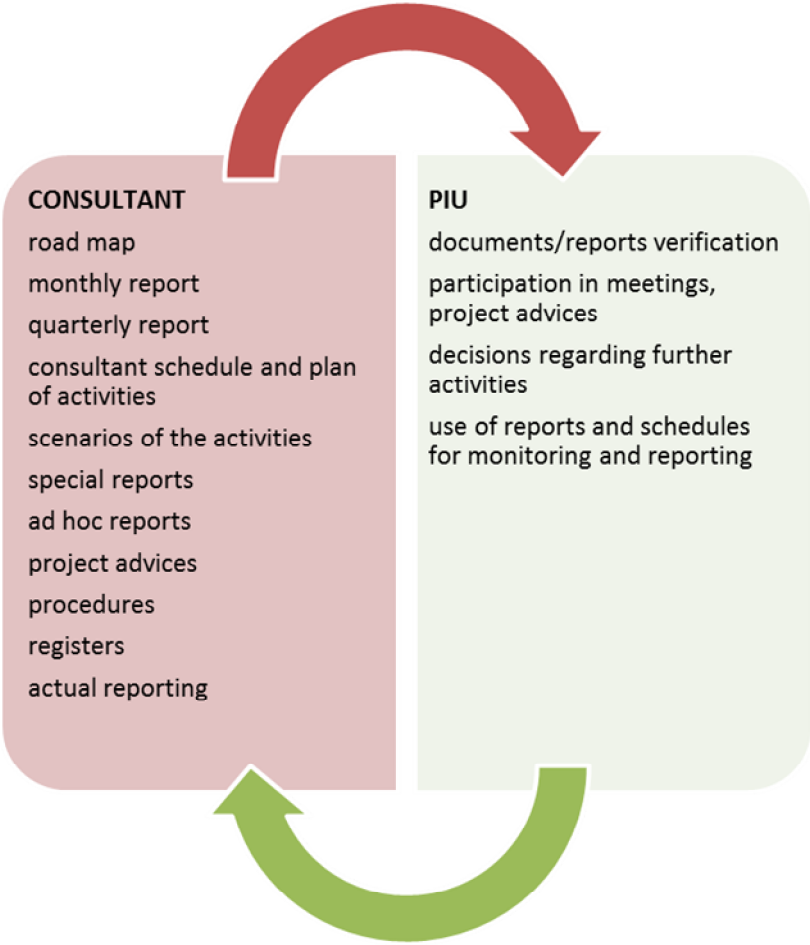 CONSULTANT
road map
monthly report
quarterly report
consultant schedule and plan
of activities
scenarios of the activities
special reports
ad hoc reports
project advices
procedures
registers
actual reporting
PIU
documents/reports verification
participation in meetings,
project advices
decisions regarding further
activities
use of reports and schedules
for monitoring and reporting